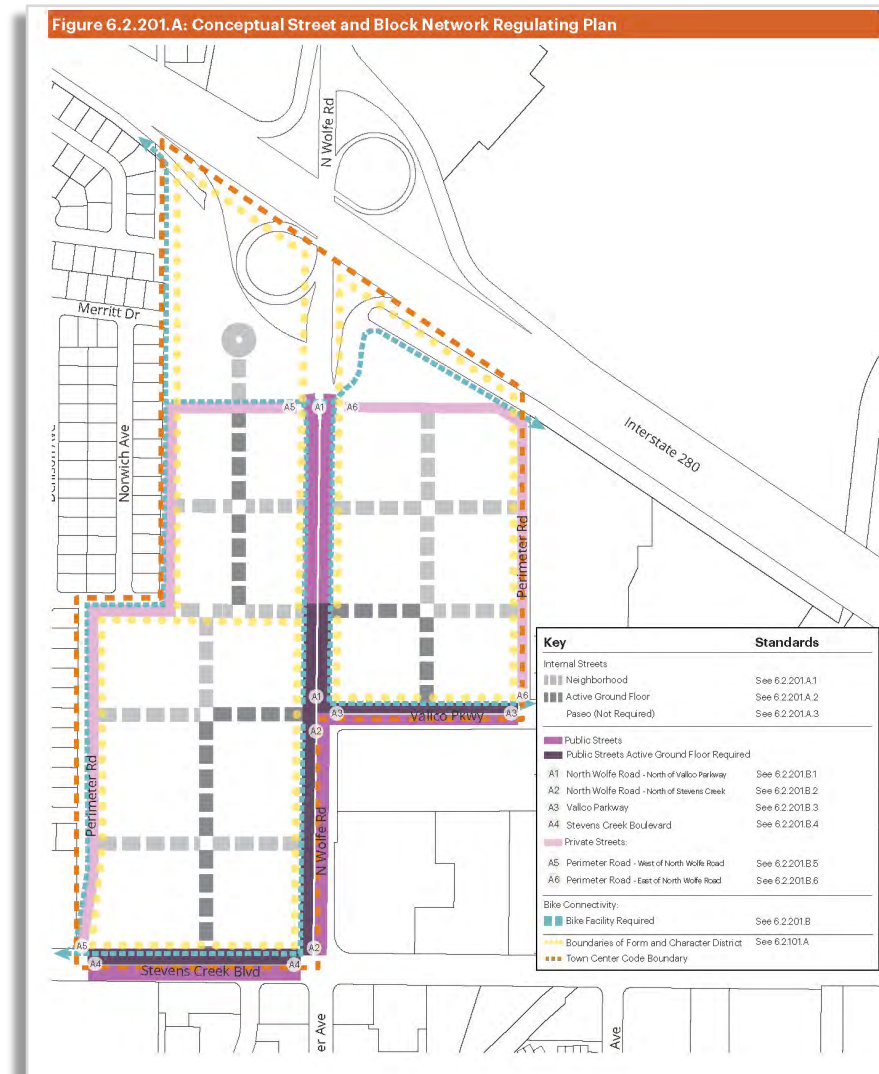 Figure 6.2.201.A: Conceptual Street and Block Network Regulating Plan
N Wolfe Rd
Merritt Dr
Norwich Ave
Interstate 280
A5
A1
A6
Perimeter Rd
A1
A6
A3
A3
Vallco Pkwy
A2
Perimeter Rd
N Wolfe Rd
A5
A2
A4
A4
Stevens Creek Blvd
er Ave
Ave
Key Standards
Internal Streets
Neighborhood See 6.2.201.A.1
Active Ground Floor See 6.2.201.A.2
Paseo (Not Required) See 6.2.201.A.3
Public Streets
Public Streets Active Ground Floor Required
A1 North Wolfe Road - North of Vallco Parkway See 6.2.201.B.1
A2 North Wolfe Road - North of Stevens Creek See 6.2.201.B.2
A3 Vallco Parkway See 6.2.201.B.3
A4 Stevens Creek Boulevard See 6.2.201.B.4
Private Streets:
A5 Perimeter Road - West of North Wolfe Road See 6.2.201.B.5
A6 Perimeter Road - East of North Wolfe Road See 6.2.201.B.6
Bike Connectivity:
Bike Facility Required See 6.2.201.B
Boundaries of Form and Character District See 6.2.101.A
Town Center Code Boundary